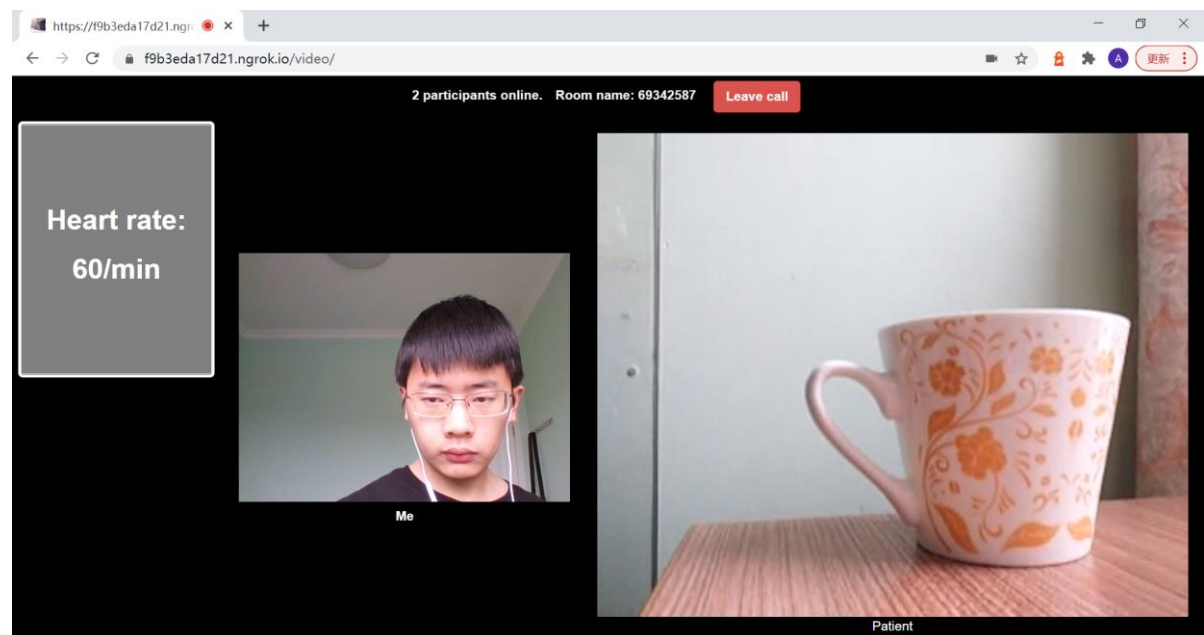 https://f9b3eda17d21.ngr
f9b3eda17d21.ngrok.io/video/
A
更新
2 participants online. Room name: 69342587
Leave call
Heart rate:
60/min
Me
Patient